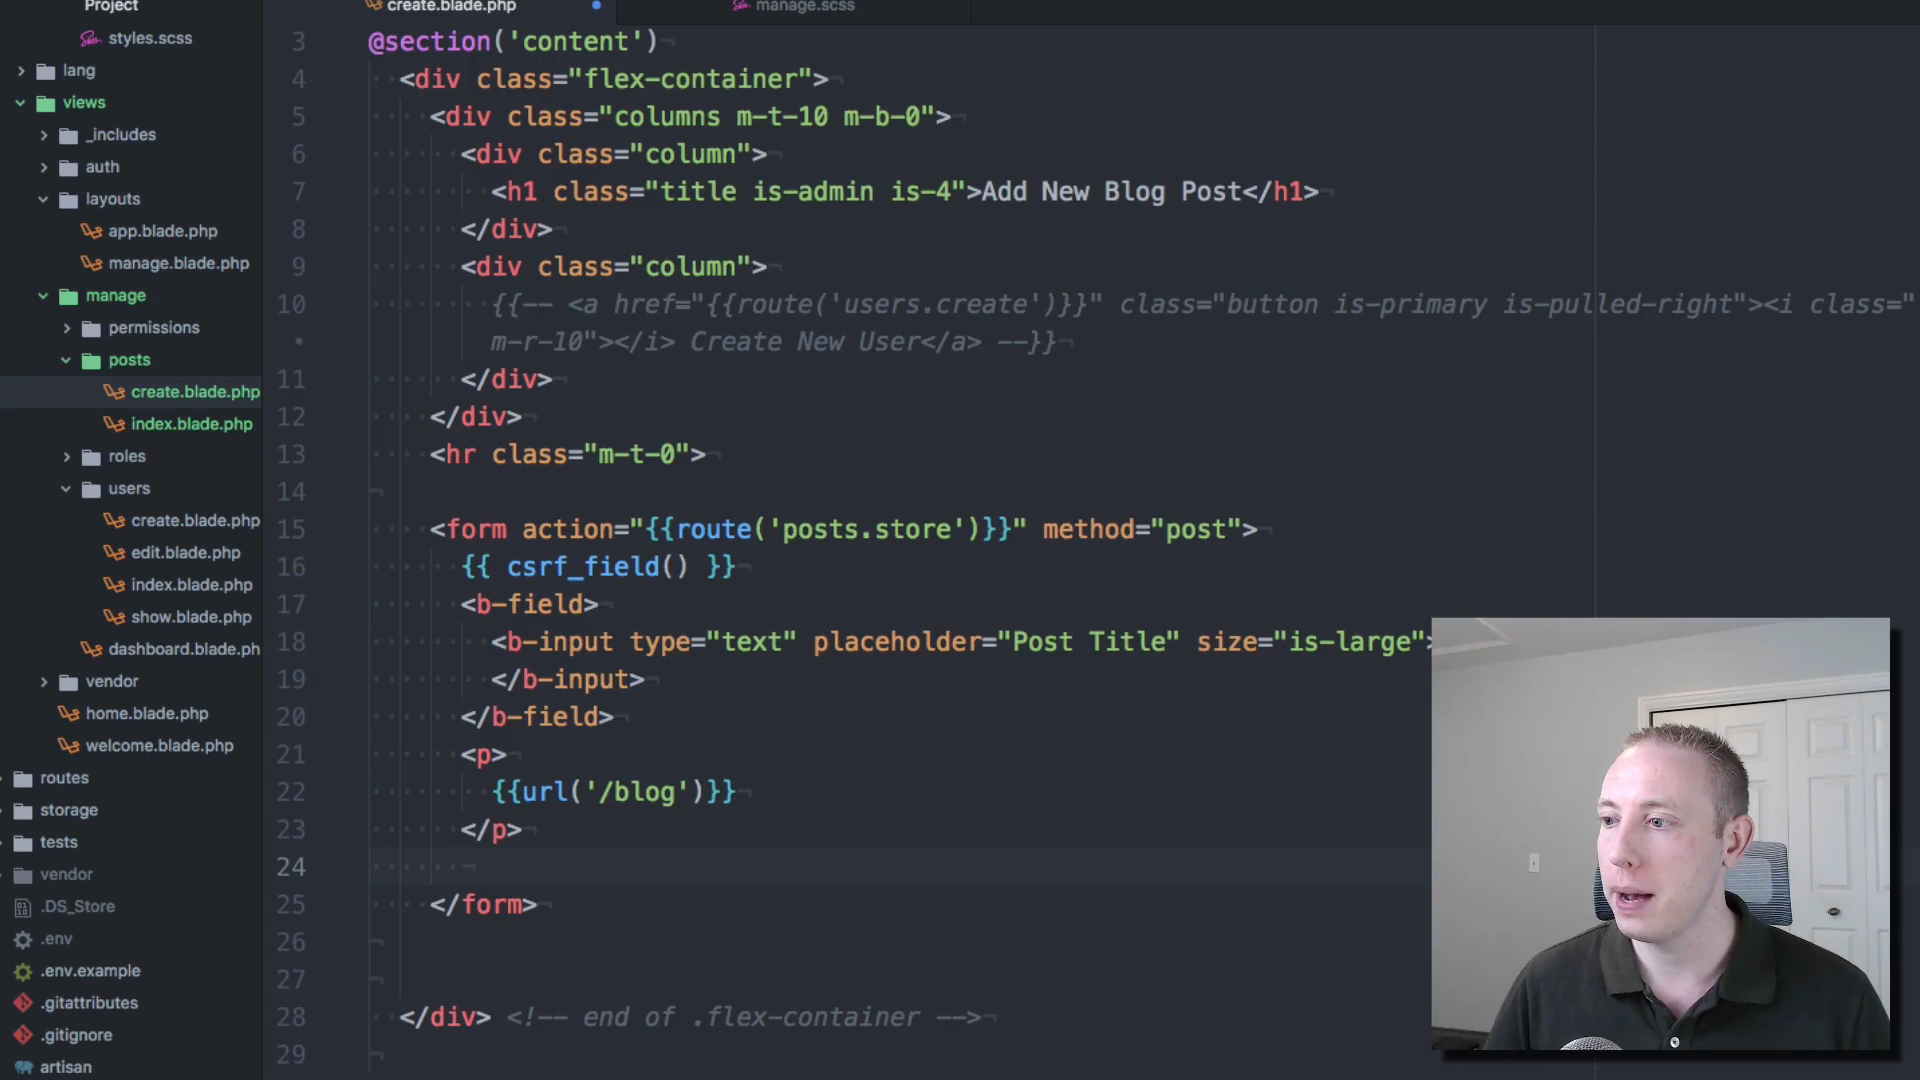 Project
styles.scss
lang
views
_includes
auth
layouts
app.blade.php
manage.blade.php
manage
permissions
posts
create.blade.php
index.blade.php
roles
users
create.blade.php
edit.blade.php
index.blade.php
show.blade.php
dashboard.blade.ph
vendor
home.blade.php
welcome.blade.php
routes
storage
tests
vendor
.DS_Store
.env
.env.example
.gitattributes
.gitignore
artisan
create.blade.php
manage.scss
3 @section('content')
4 <div class="flex-container">
5 <div class="columns m-t-10 m-b-0">
6 <div class="column">
7 <h1 class="title is-admin is-4">Add New Blog Post</h1>
8 </div>
9 <div class="column">
10 {{-- <a href="{{route('users.create')}}" class="button is-primary is-pulled-right"><i class="
• m-r-10"></i> Create New User</a> --}}
11 </div>
12 </div>
13 <hr class="m-t-0">
14
15 <form action="{{route('posts.store')}}" method="post">
16 {{ csrf_field() }}
17 <b-field>
18 <b-input type="text" placeholder="Post Title" size="is-large">
19 </b-input>
20 </b-field>
21 <p>
22 {{url('/blog')}}
23 </p>
24
25 </form>
26
27
28 </div> <!-- end of .flex-container -->
29